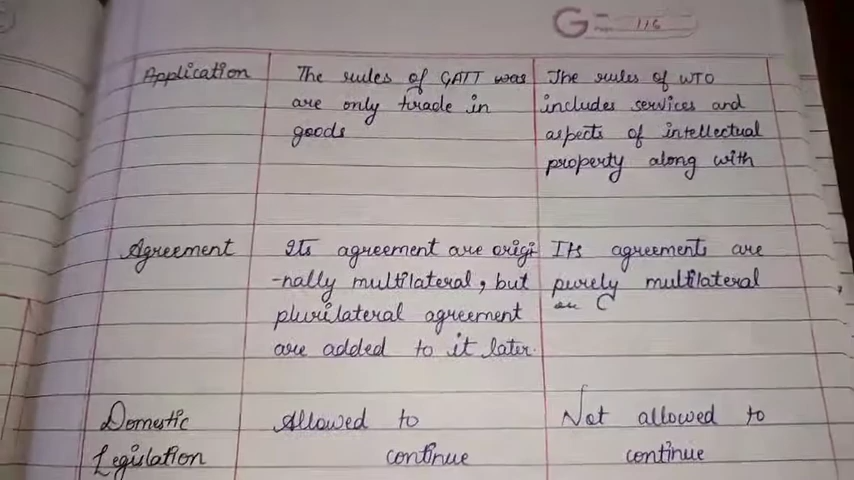 G 116
Application The rules of GATT was The rules of WTO
are only trade in includes services and
goods aspects of intellectual
property along with
Agreement Its agreement are origi Its agreements are
-nally multilateral, but purely multilateral
plurilateral agreement
are added to it later.
Domestic Allowed to Not allowed to
Legislation continue continue